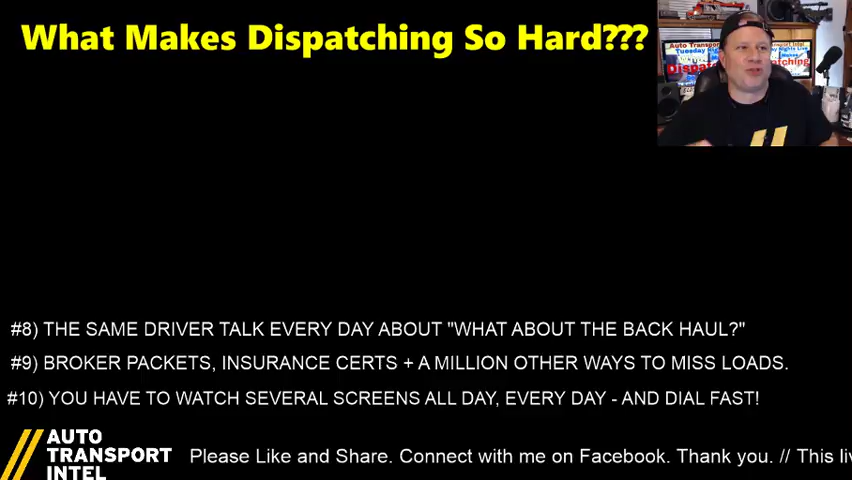 What Makes Dispatching So Hard???
#8) THE SAME DRIVER TALK EVERY DAY ABOUT "WHAT ABOUT THE BACK HAUL?"
#9) BROKER PACKETS, INSURANCE CERTS + A MILLION OTHER WAYS TO MISS LOADS.
#10) YOU HAVE TO WATCH SEVERAL SCREENS ALL DAY, EVERY DAY - AND DIAL FAST!
AUTO
TRANSPORT
INTEL
Please Like and Share. Connect with me on Facebook. Thank you. // This liv